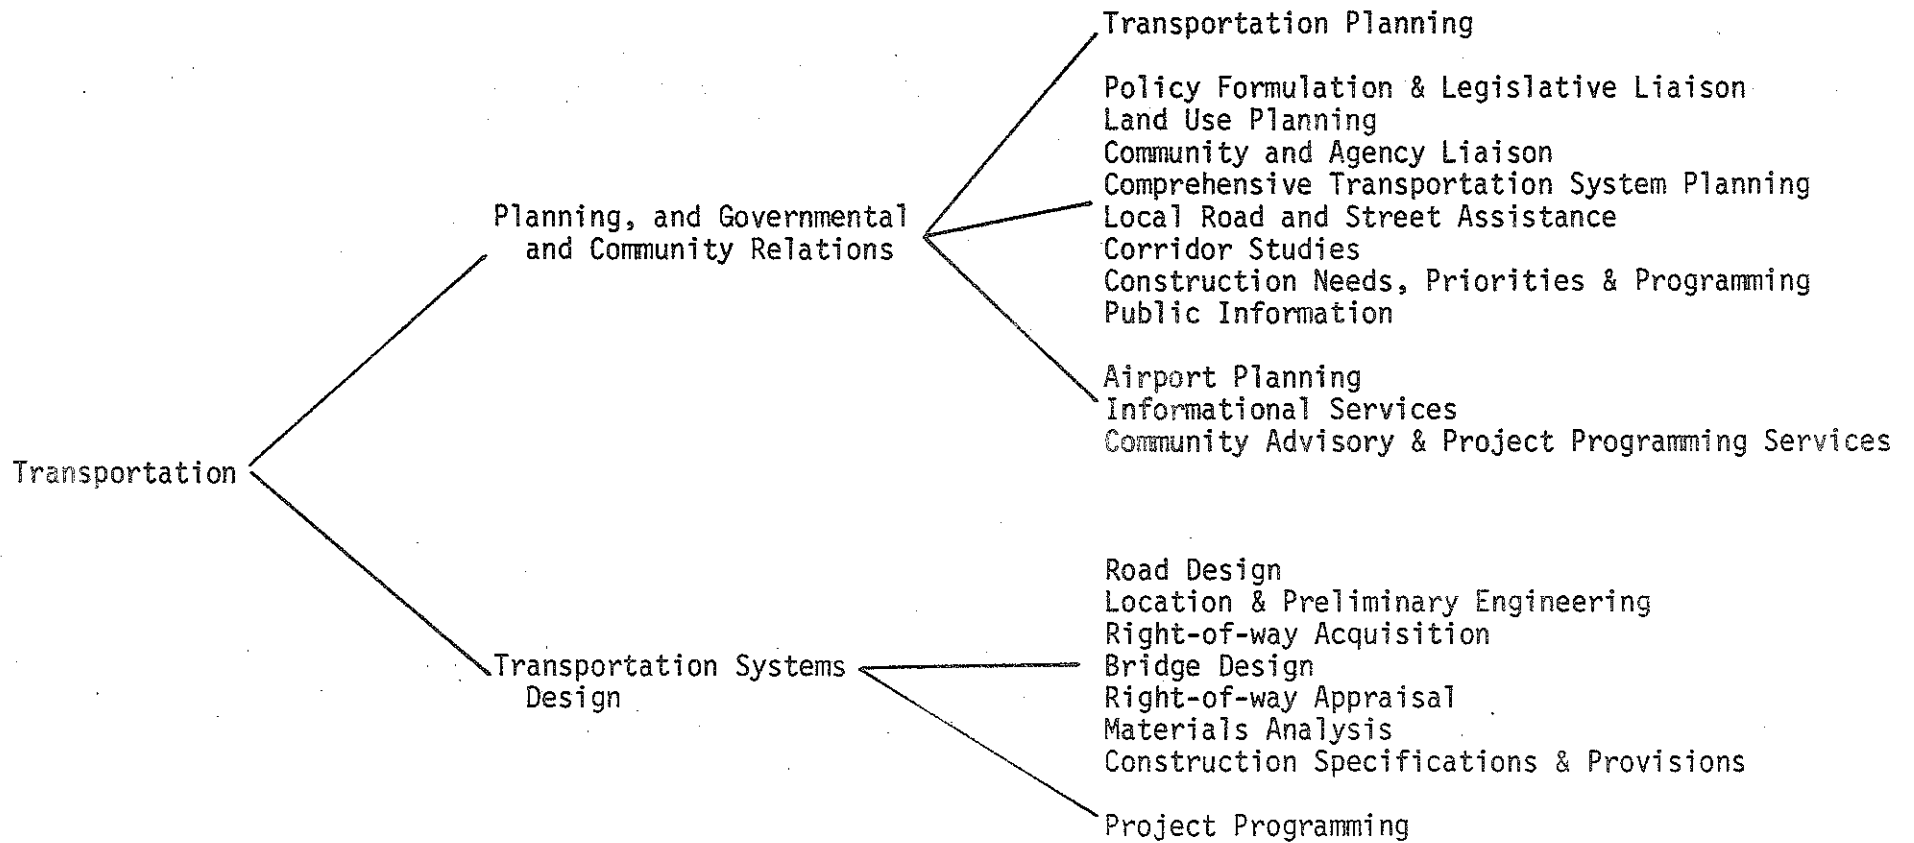 Transportation
Planning, and Governmental
and Community Relations
Transportation Planning
Policy Formulation & Legislative Liaison
Land Use Planning
Community and Agency Liaison
Comprehensive Transportation System Planning
Local Road and Street Assistance
Corridor Studies
Construction Needs, Priorities & Programming
Public Information
Airport Planning
Informational Services
Community Advisory & Project Programming Services
Transportation Systems
Design
Road Design
Location & Preliminary Engineering
Right-of-way Acquisition
Bridge Design
Right-of-way Appraisal
Materials Analysis
Construction Specifications & Provisions
Project Programming